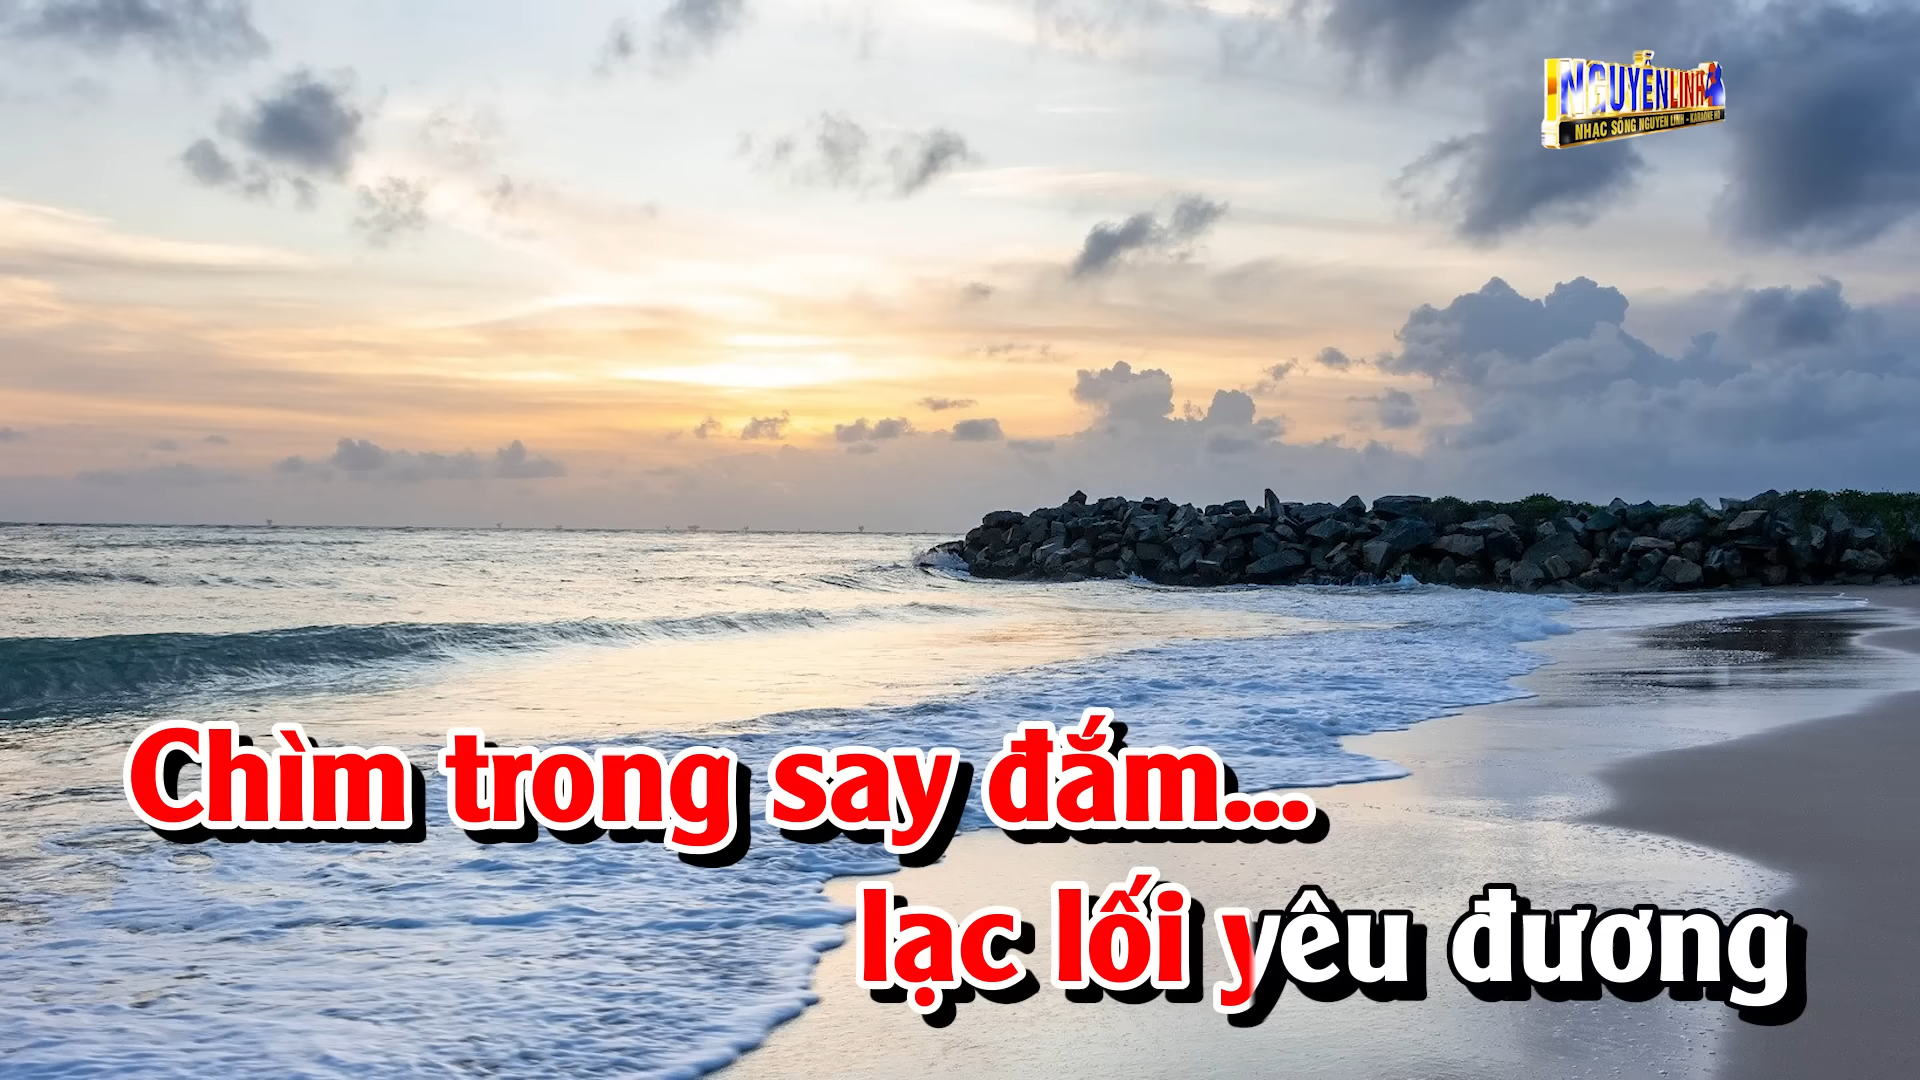 NGUYỄN LINH
NHẠC SỐNG NGUYỄN LINH - KARAOKE HD
Chìm trong say đắm...
lạc lối yêu đương